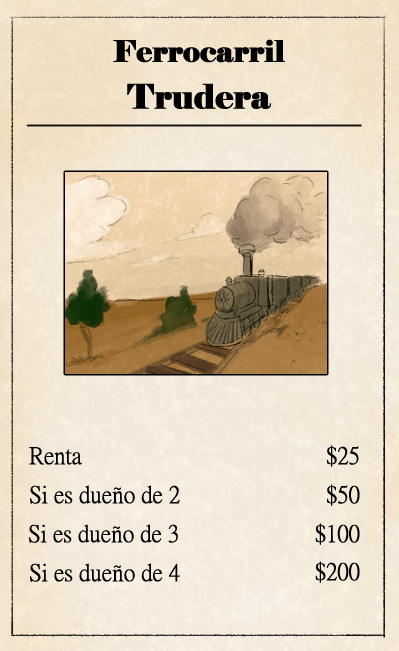 Ferrocarril
Trudera
Renta $25
Si es dueño de 2 $50
Si es dueño de 3 $100
Si es dueño de 4 $200